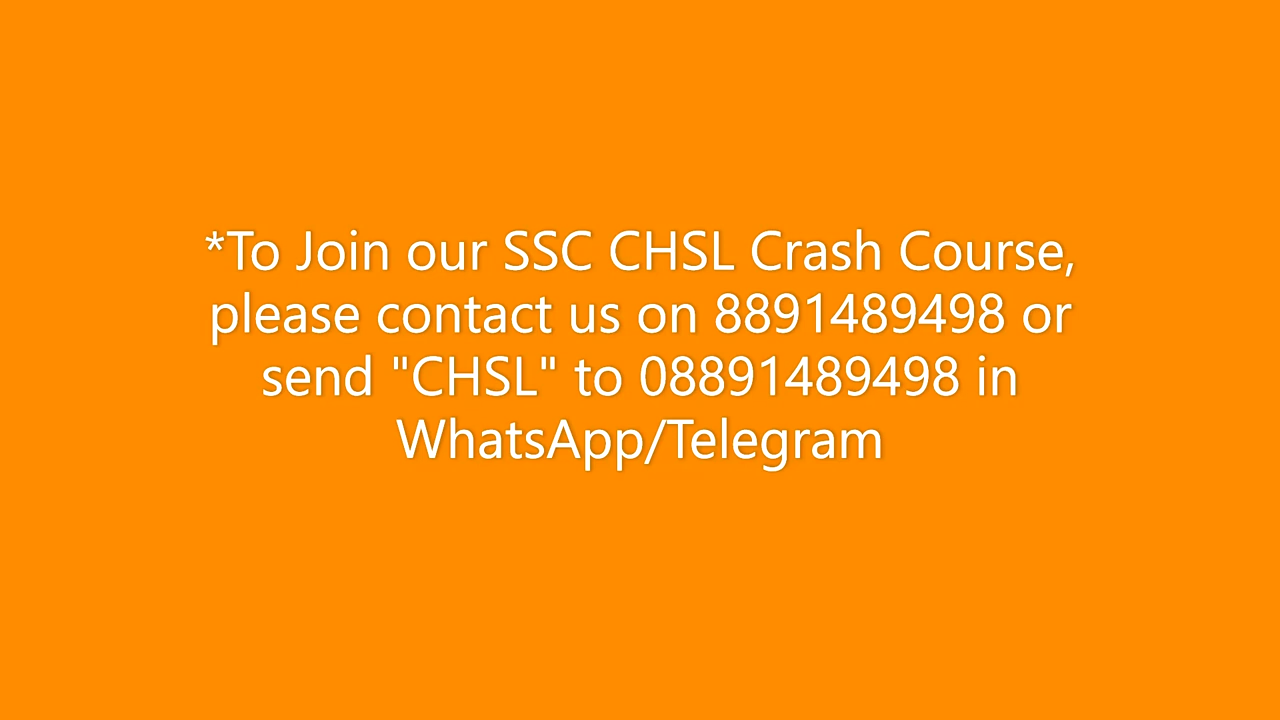 *To Join our SSC CHSL Crash Course,
please contact us on 8891489498 or
send "CHSL" to 08891489498 in
WhatsApp/Telegram